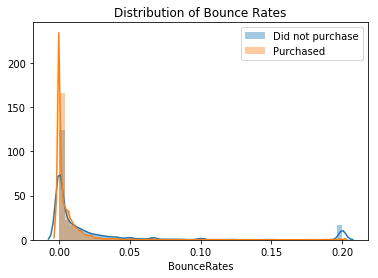 Distribution of Bounce Rates
Did not purchase
Purchased
200
150
100
50
0
0.00 0.05 0.10 0.15 0.20
BounceRates